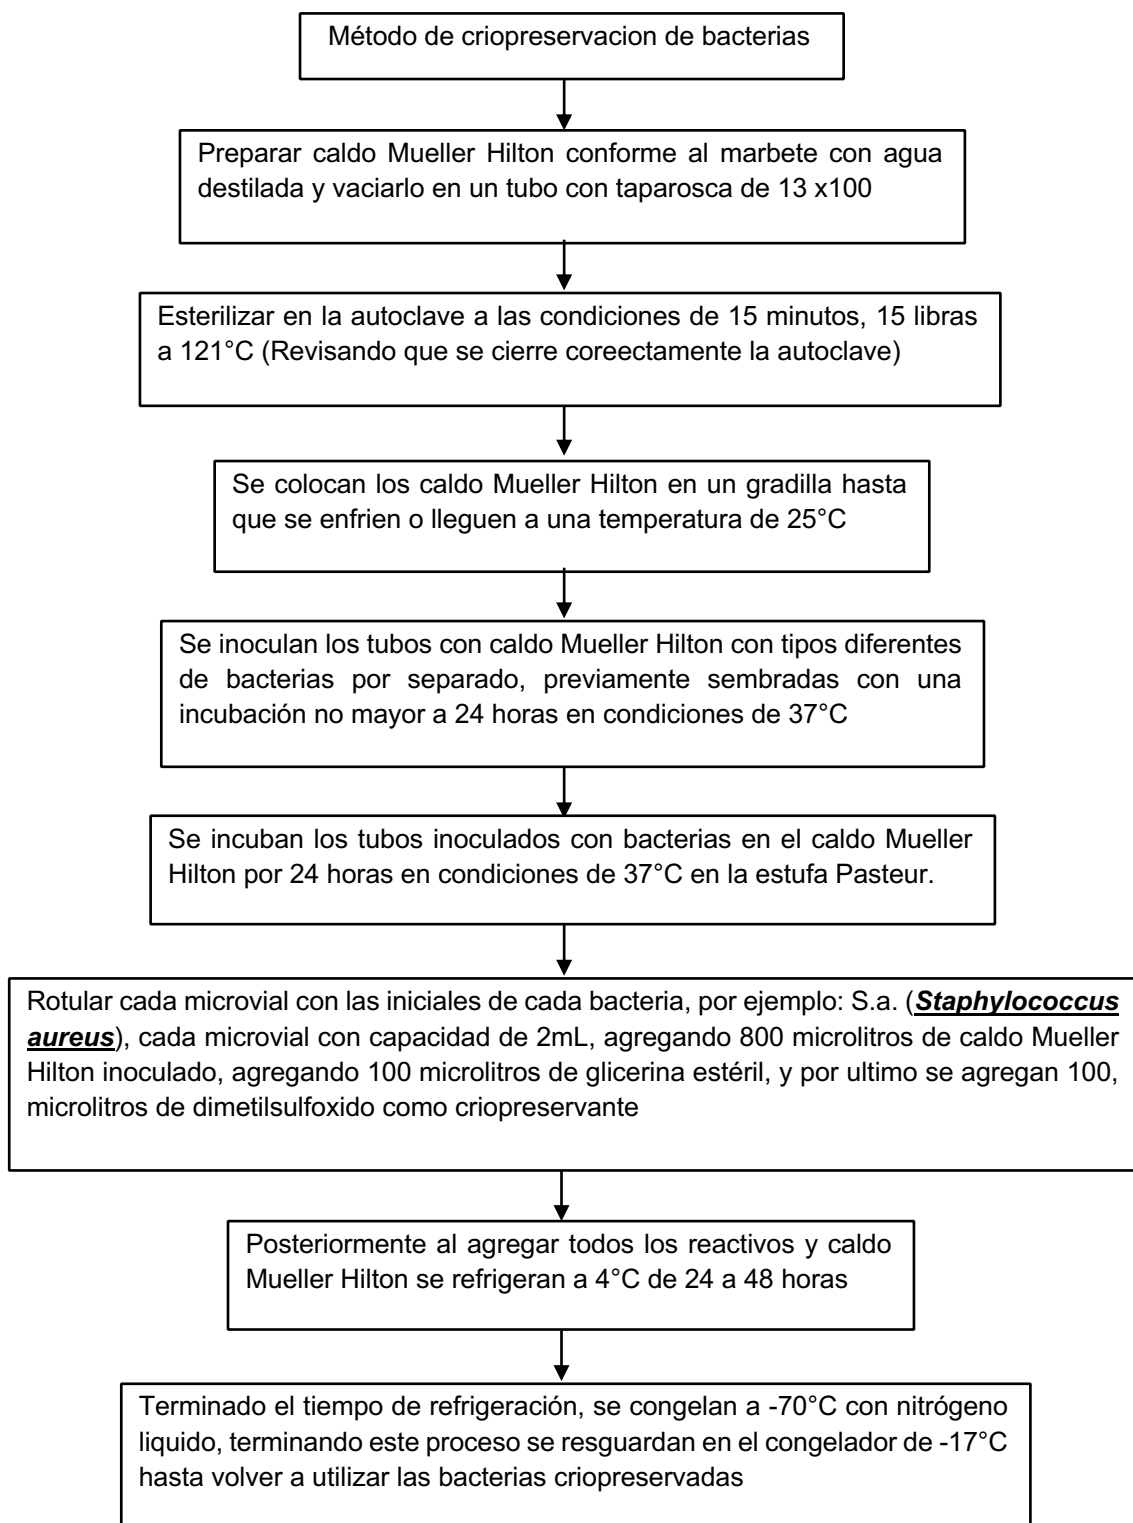 Método de criopreservacion de bacterias
Preparar caldo Mueller Hilton conforme al marbete con agua
destilada y vaciarlo en un tubo con taparosca de 13 x100
Esterilizar en la autoclave a las condiciones de 15 minutos, 15 libras
a 121°C (Revisando que se cierre coreectamente la autoclave)
Se colocan los caldo Mueller Hilton en un gradilla hasta
que se enfrien o lleguen a una temperatura de 25°C
Se inoculan los tubos con caldo Mueller Hilton con tipos diferentes
de bacterias por separado, previamente sembradas con una
incubación no mayor a 24 horas en condiciones de 37°C
Se incuban los tubos inoculados con bacterias en el caldo Mueller
Hilton por 24 horas en condiciones de 37°C en la estufa Pasteur.
Rotular cada microvial con las iniciales de cada bacteria, por ejemplo: S.a. (Staphylococcus
aureus), cada microvial con capacidad de 2mL, agregando 800 microlitros de caldo Mueller
Hilton inoculado, agregando 100 microlitros de glicerina estéril, y por ultimo se agregan 100,
microlitros de dimetilsulfoxido como criopreservante
Posteriormente al agregar todos los reactivos y caldo
Mueller Hilton se refrigeran a 4°C de 24 a 48 horas
Terminado el tiempo de refrigeración, se congelan a -70°C con nitrógeno
liquido, terminando este proceso se resguardan en el congelador de -17°C
hasta volver a utilizar las bacterias criopreservadas